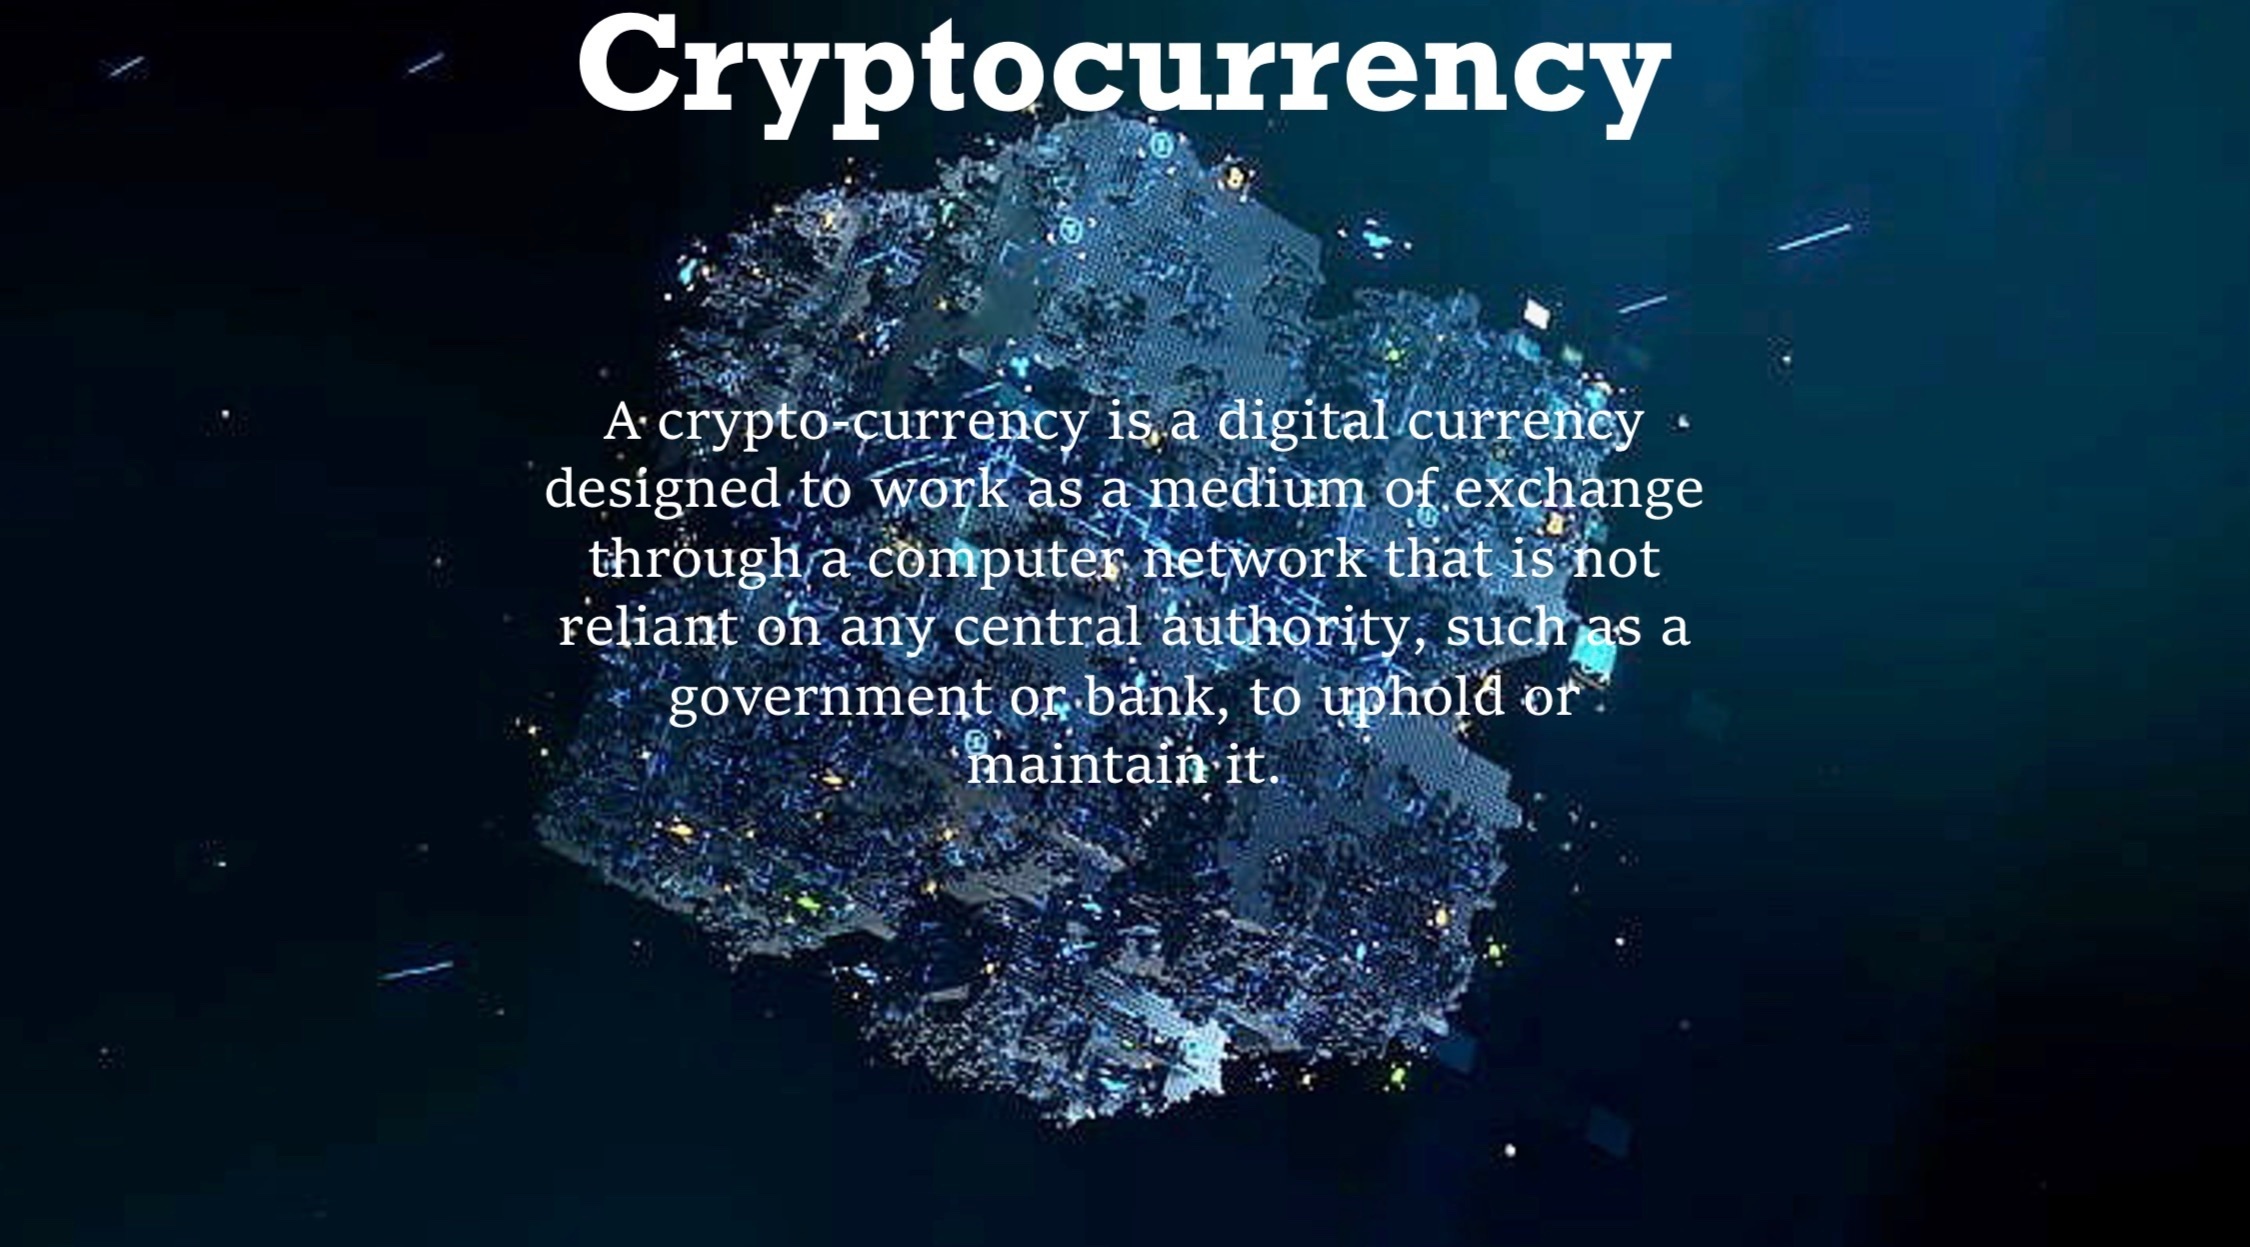 Cryptocurrency
A crypto-currency is a digital currency
designed to work as a medium of exchange
through a computer network that is not
reliant on any central authority, such as a
government or bank, to uphold or
maintain it.